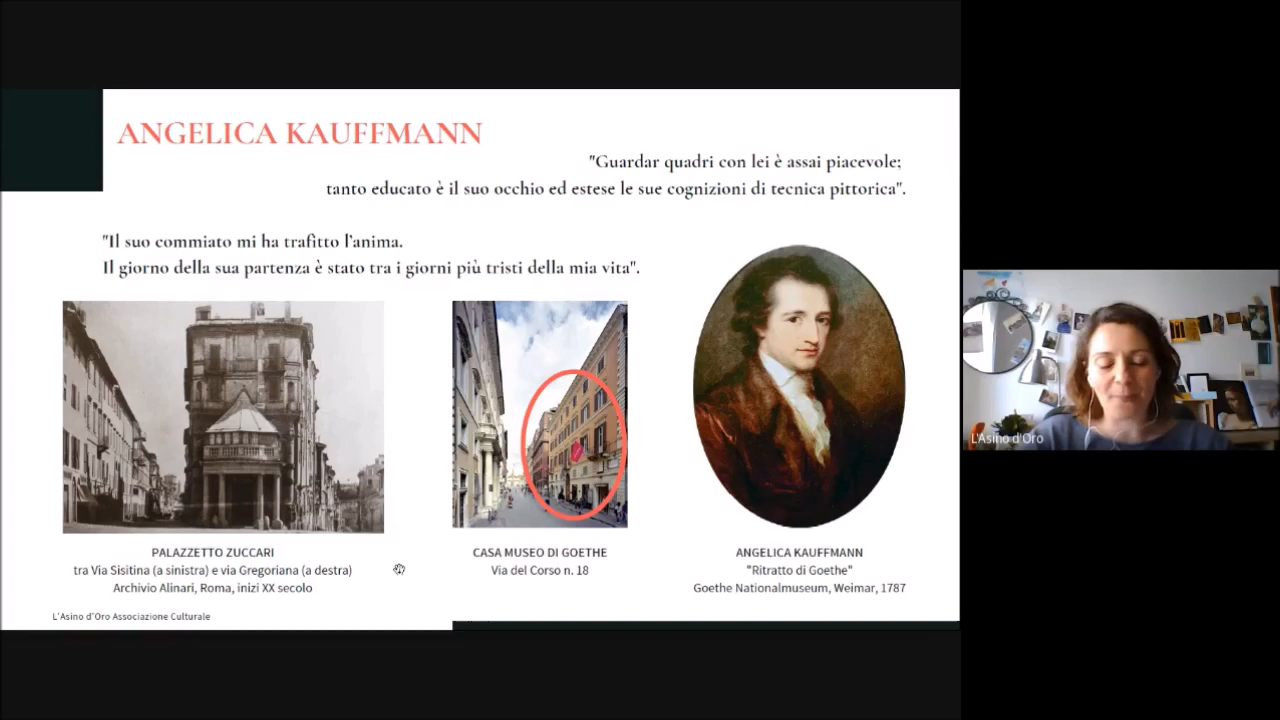 ANGELICA KAUFFMANN
"Guardar quadri con lei è assai piacevole;
tanto educato è il suo occhio ed estese le sue cognizioni di tecnica pittorica".
"Il suo commiato mi ha trafitto l'anima.
Il giorno della sua partenza è stato tra i giorni più tristi della mia vita".
PALAZZETTO ZUCCARI
tra Via Sisitina (a sinistra) e via Gregoriana (a destra)
Archivio Alinari, Roma, inizi XX secolo
CASA MUSEO DI GOETHE
Via del Corso n. 18
ANGELICA KAUFFMANN
"Ritratto di Goethe"
Goethe Nationalmuseum, Weimar, 1787
L'Asino d'Oro Associazione Culturale
L'Asino d'Oro